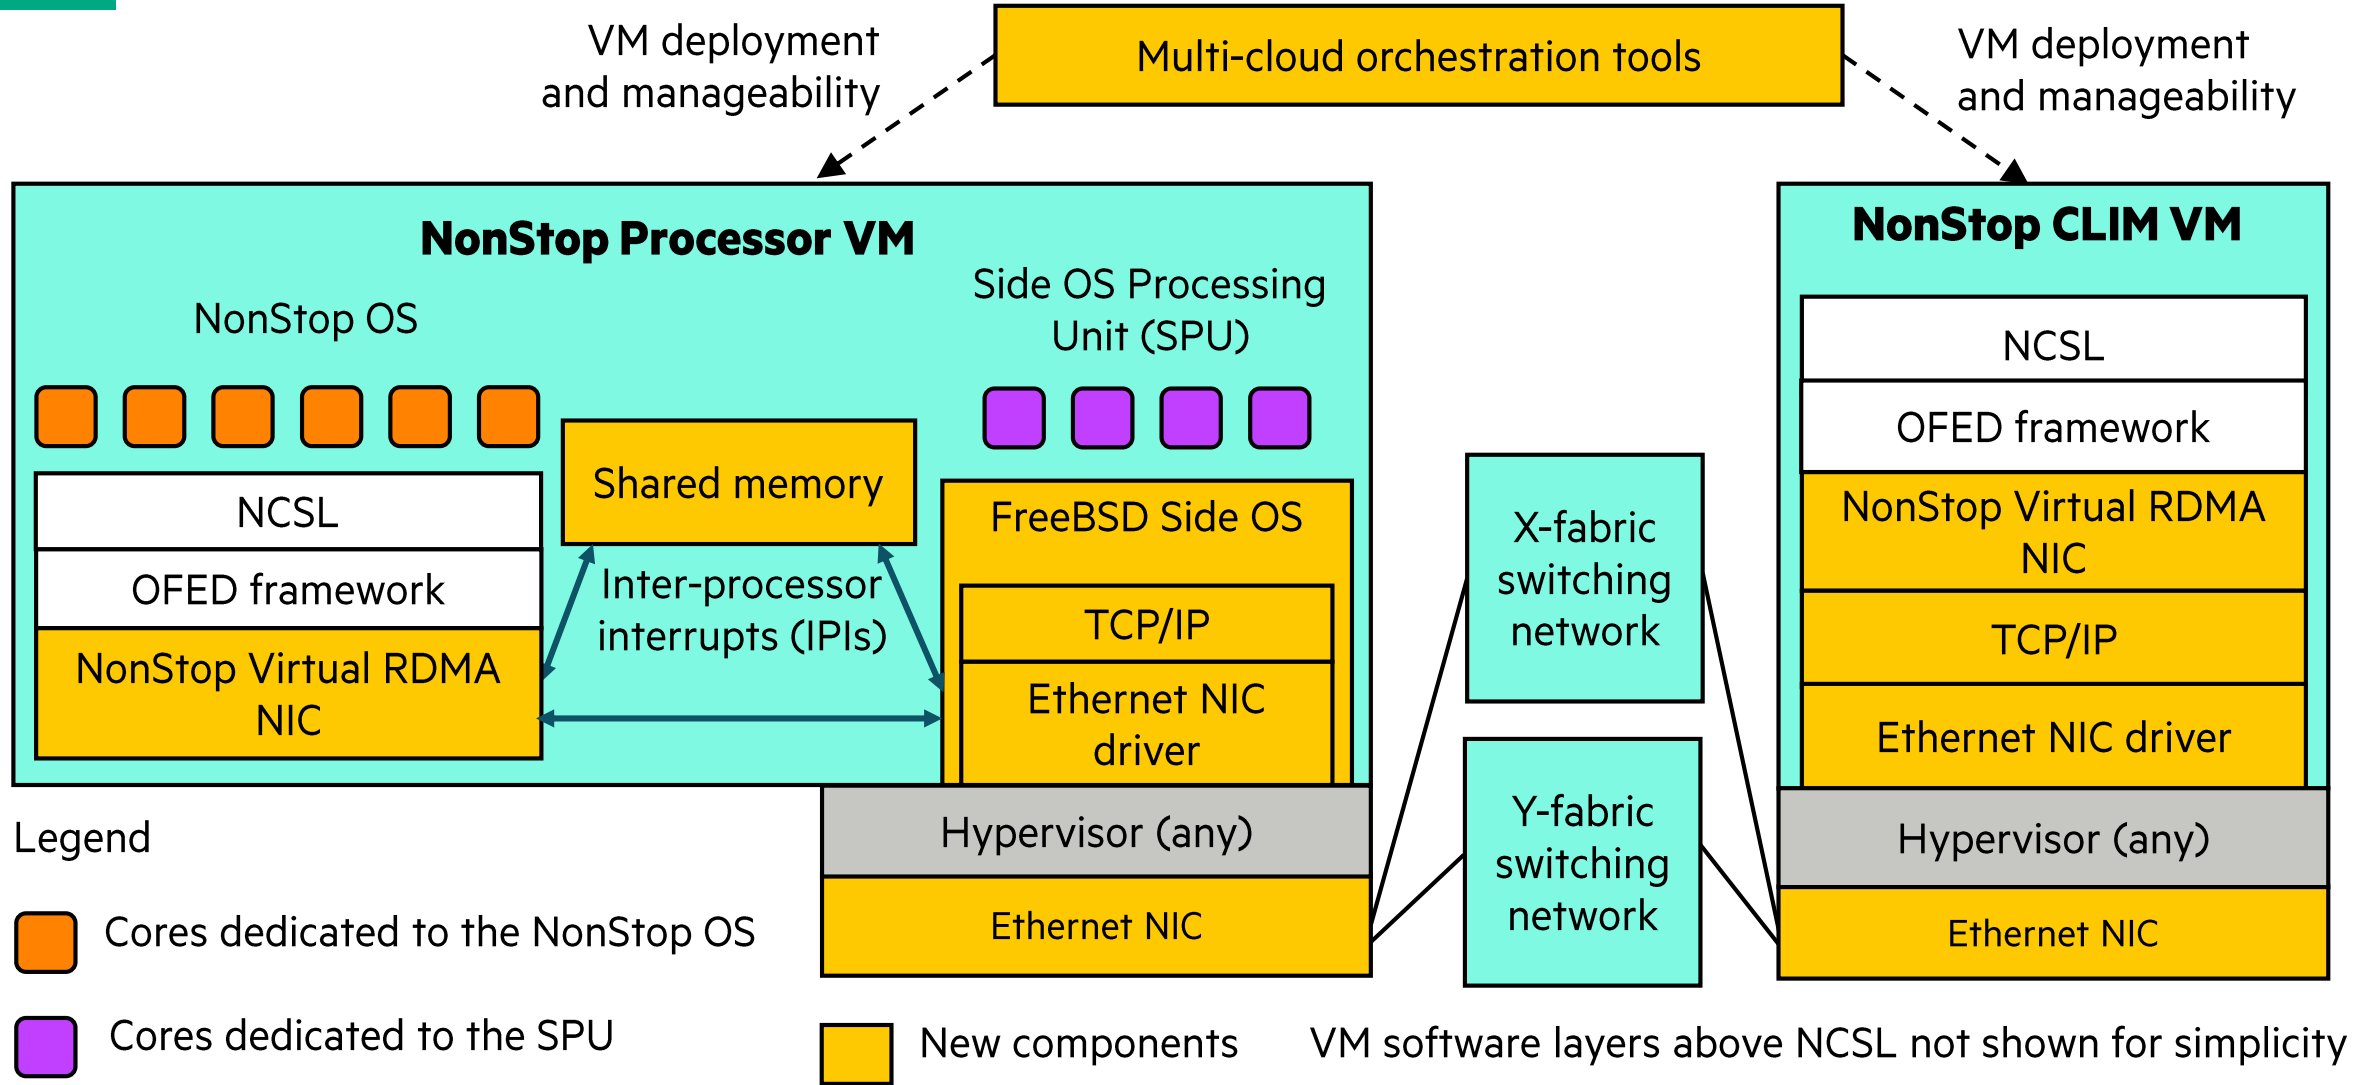 VM deployment
and manageability
Multi-cloud orchestration tools
VM deployment
and manageability
NonStop Processor VM
NonStop OS
Side OS Processing
Unit (SPU)
NCSL
OFED framework
NonStop Virtual RDMA
NIC
Shared memory
Inter-processor
interrupts (IPIs)
FreeBSD Side OS
TCP/IP
Ethernet NIC
driver
Hypervisor (any)
Ethernet NIC
X-fabric
switching
network
Y-fabric
switching
network
NonStop CLIM VM
NCSL
OFED framework
NonStop Virtual RDMA
NIC
TCP/IP
Ethernet NIC driver
Hypervisor (any)
Ethernet NIC
Legend
Cores dedicated to the NonStop OS
Cores dedicated to the SPU
New components
VM software layers above NCSL not shown for simplicity